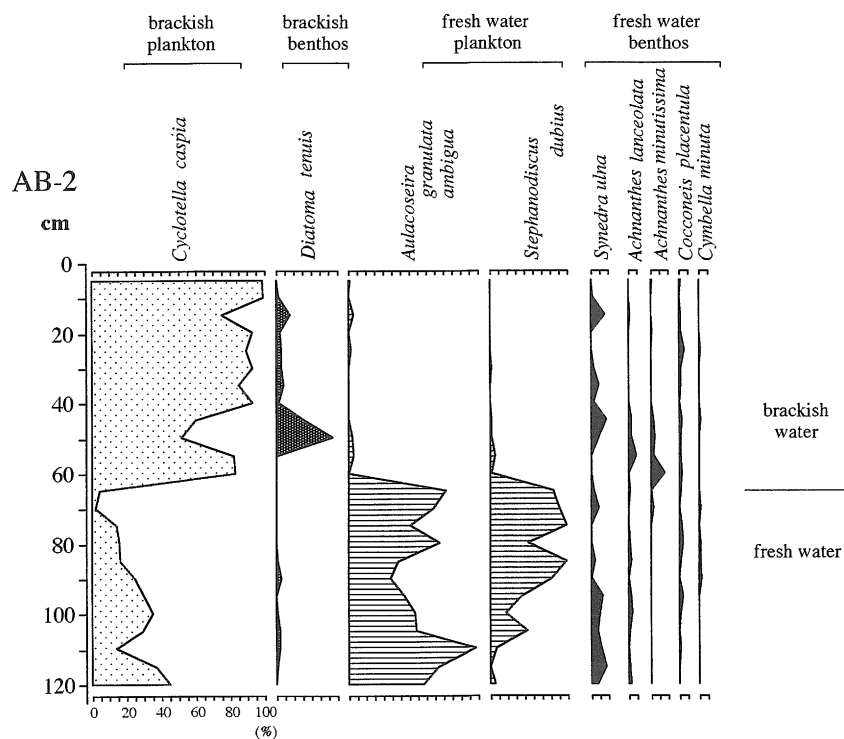 brackish
plankton
brackish
benthos
fresh water
plankton
fresh water
benthos
Cyclotella caspia
Diatoma tenuis
Aulacoseira
granulata
ambigua
Stephanodiscus
dubius
Synedra ulna
Achnanthes lanceolata
Achnanthes minutissima
Cocconeis placentula
Cymbella minuta
AB-2
cm
0
20
40
60
80
100
120
brackish
water
fresh water
0 20 40 60 80 100
(%)